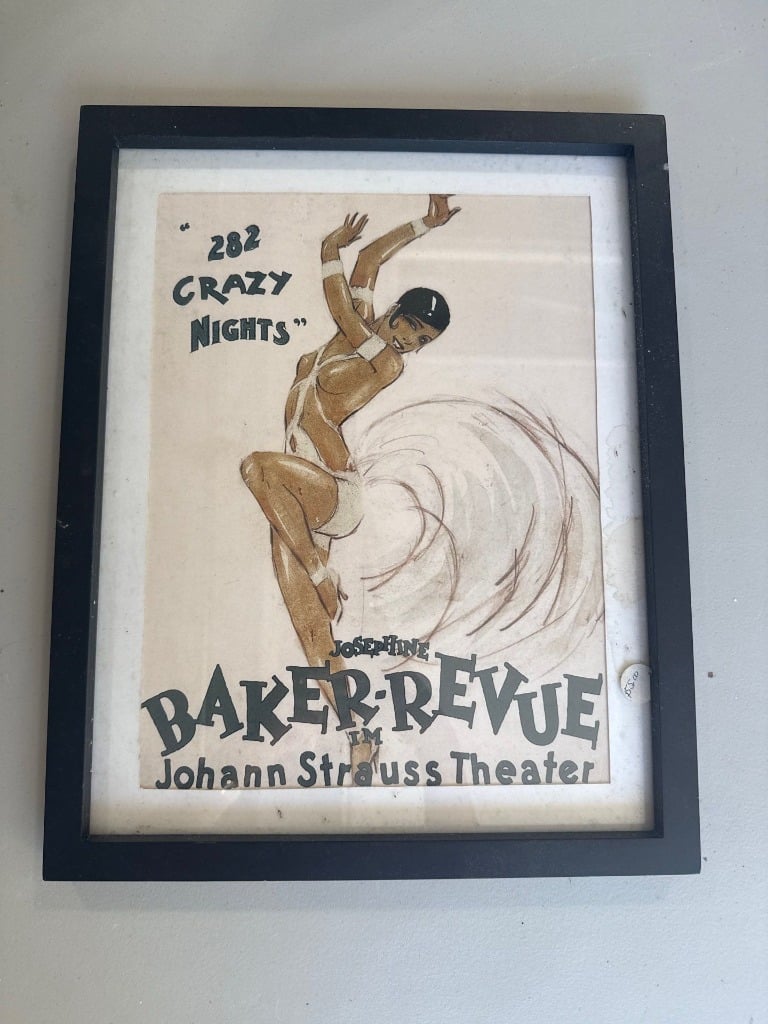 " 282
CRAZY
NIGHTS"
JOSEPHINE
BAKER-REVUE
IM
Johann Strauss Theater